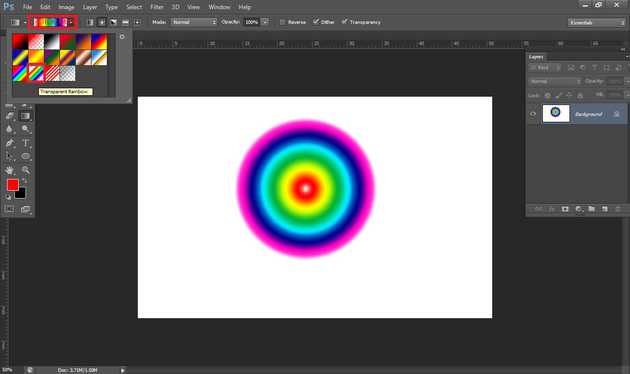 Ps File Edit Image Layer Type Select Filter 3D View Window Help
Mode: Normal Opacity: 100% Reverse Dither Transparency Essentials
Transparent Rainbow
Layers
Kind
Normal Opacity:
Lock: Fill:
Background
50% Doc: 3.71M/1.09M